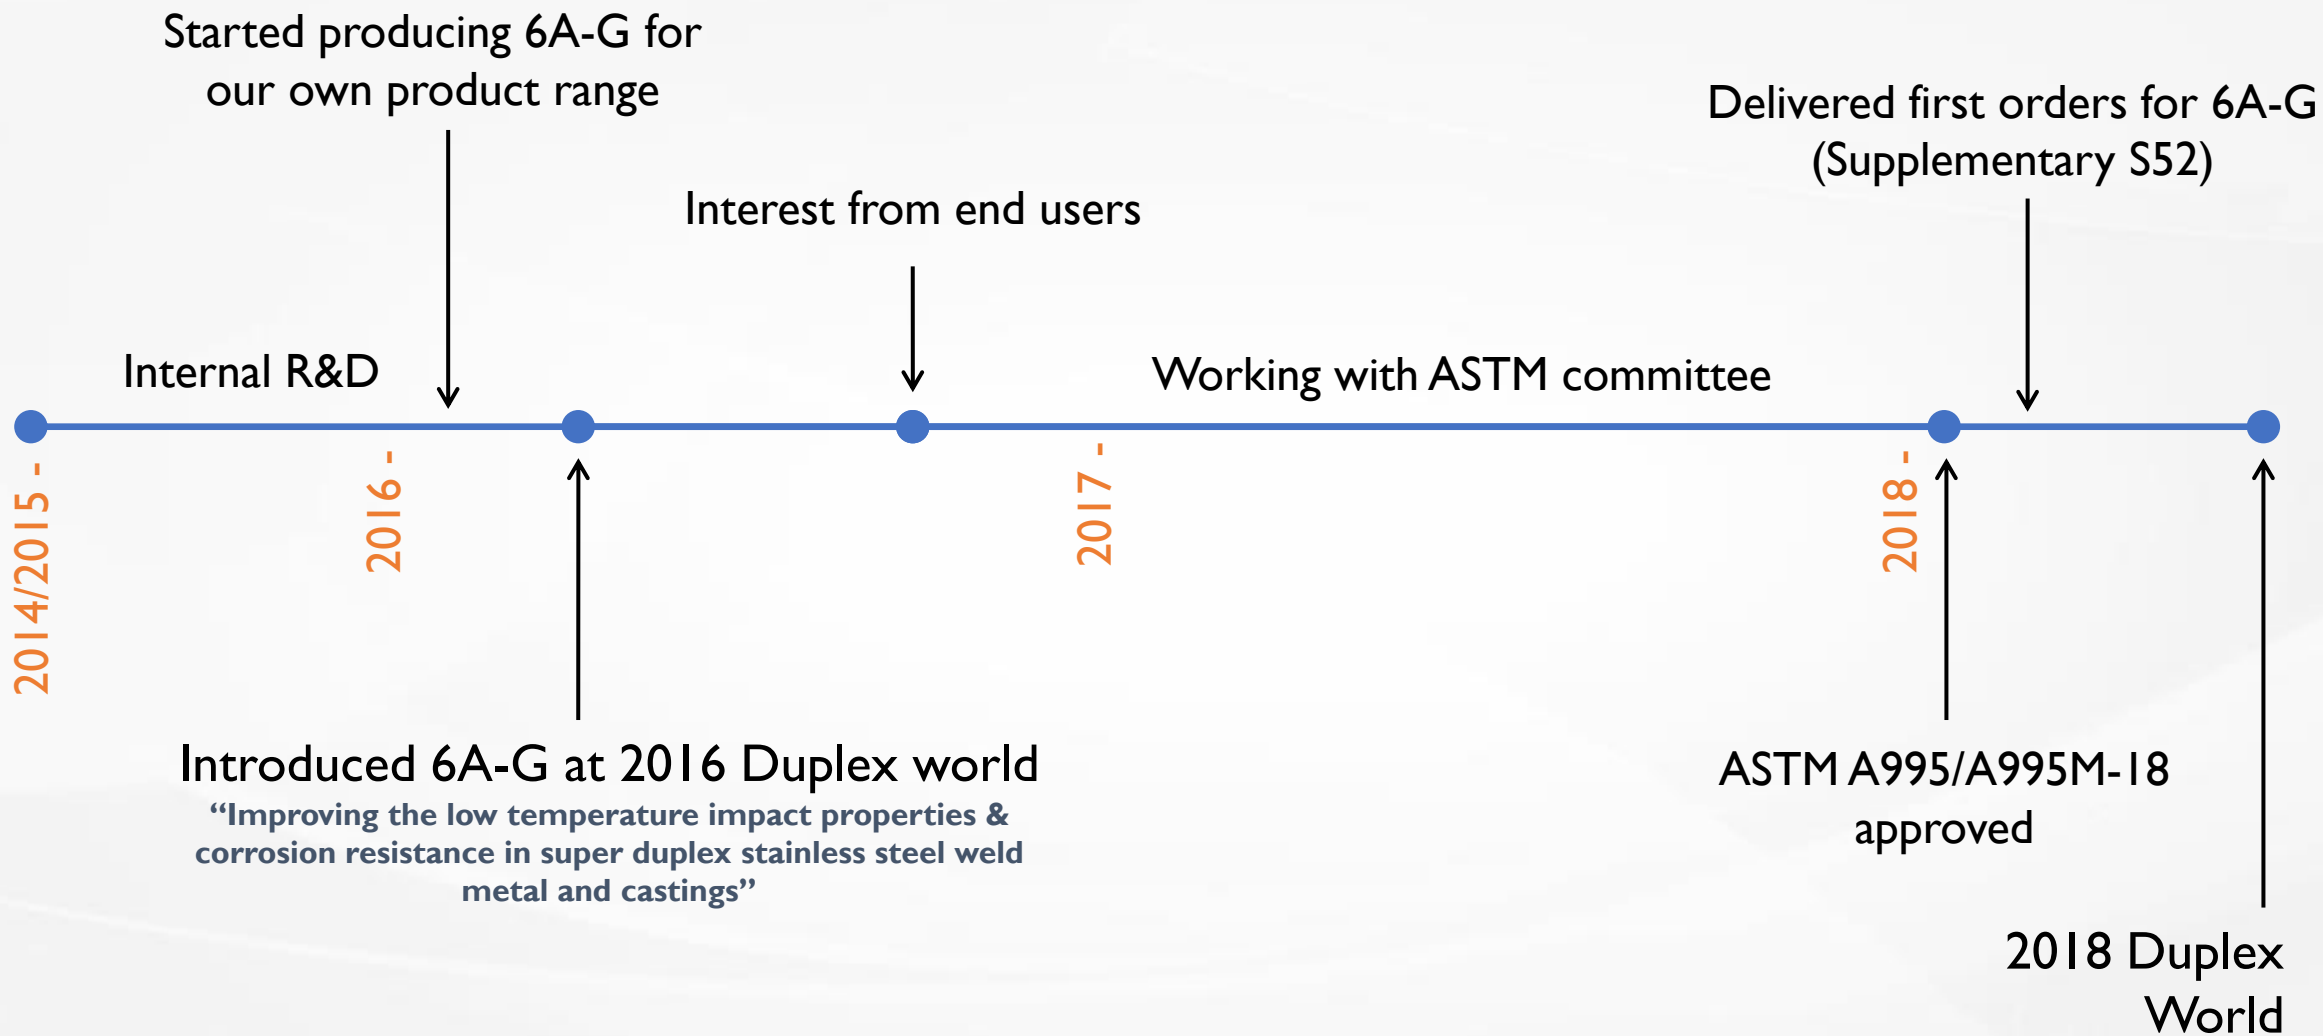 Started producing 6A-G for
our own product range
Delivered first orders for 6A-G
(Supplementary S52)
Interest from end users
Internal R&D
Working with ASTM committee
2014/2015 -
2016 -
2017 -
2018 -
Introduced 6A-G at 2016 Duplex world
“Improving the low temperature impact properties &
corrosion resistance in super duplex stainless steel weld
metal and castings”
ASTM A995/A995M-18
approved
2018 Duplex
World